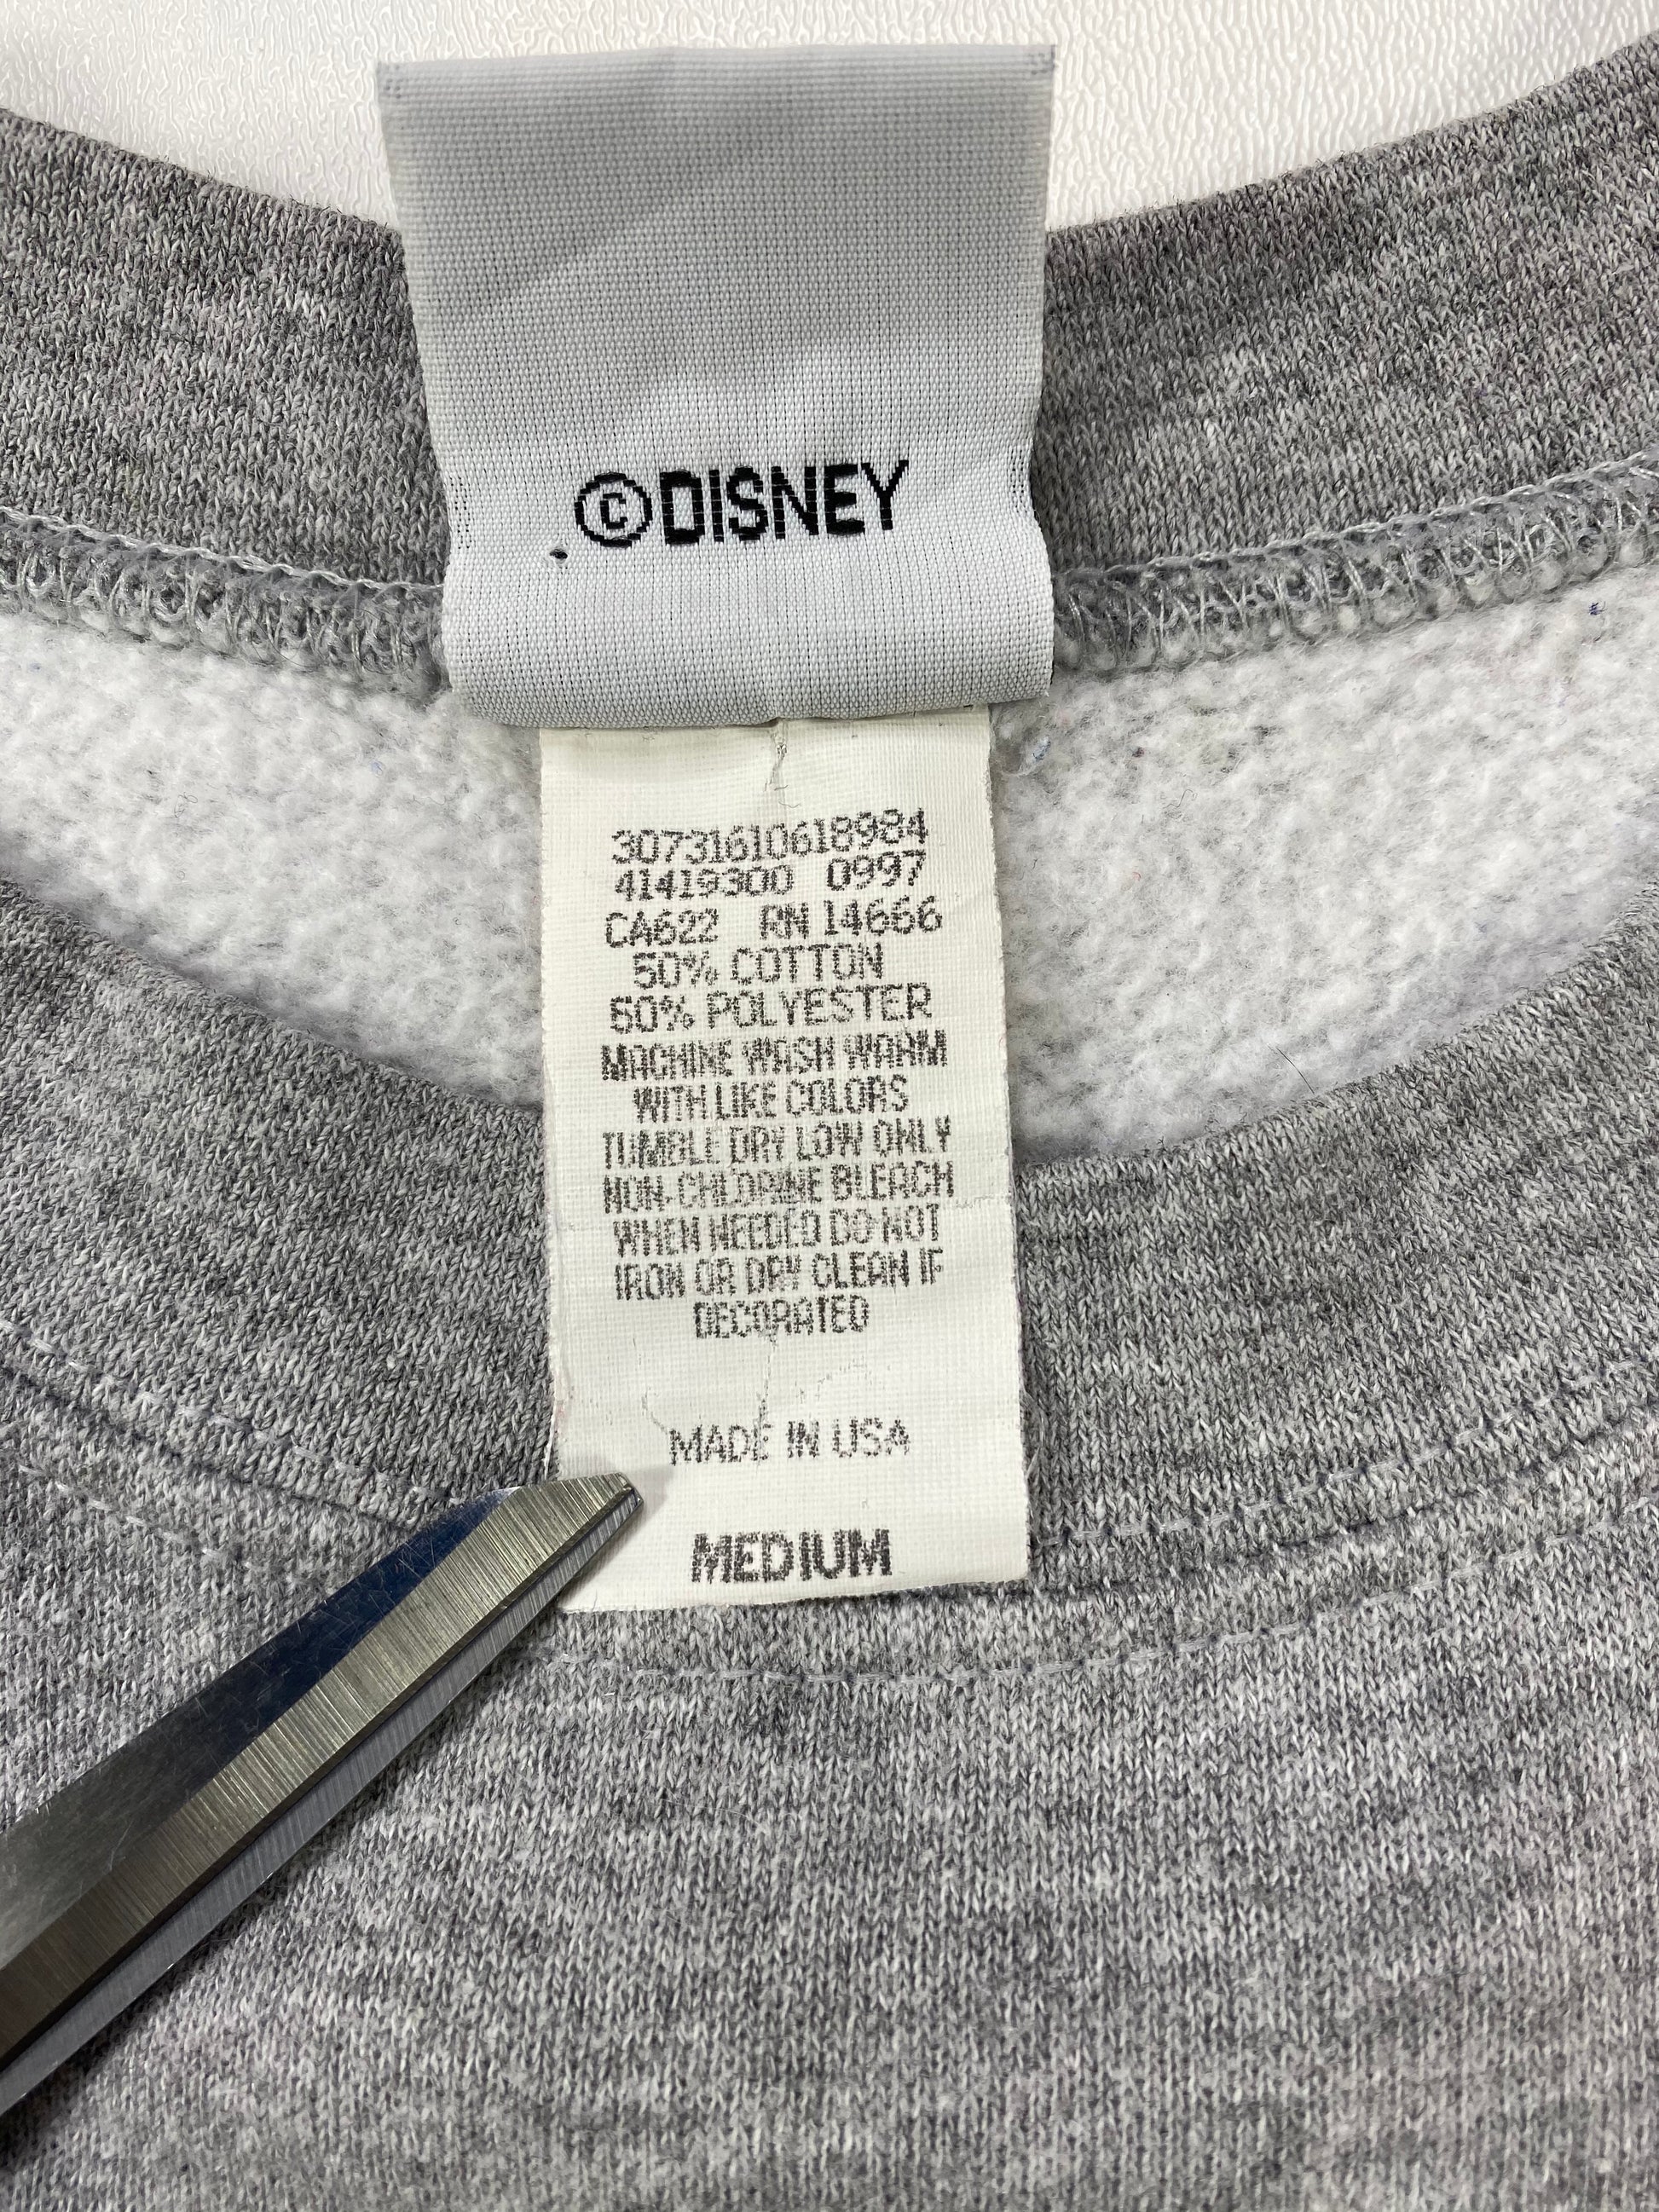 ©DISNEY
30731610618984
41419300 0997
CA622 RN 14666
50% COTTON
50% POLYESTER
MACHINE WASH WARM
WITH LIKE COLORS
TUMBLE DRY LOW ONLY
NON-CHLORINE BLEACH
WHEN NEEDED DO NOT
IRON OR DRY CLEAN IF
DECORATED
MADE IN USA
MEDIUM